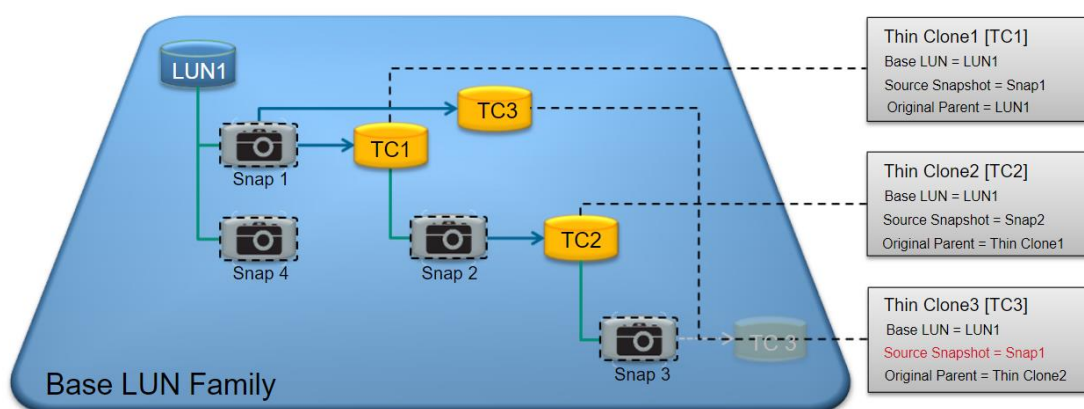 LUN1
TC3
TC1
Snap 1
TC2
Snap 4
Snap 2
TC 3
Snap 3
Base LUN Family
Thin Clone1 [TC1]
Base LUN = LUN1
Source Snapshot = Snap1
Original Parent = LUN1
Thin Clone2 [TC2]
Base LUN = LUN1
Source Snapshot = Snap2
Original Parent = Thin Clone1
Thin Clone3 [TC3]
Base LUN = LUN1
Source Snapshot = Snap1
Original Parent = Thin Clone2